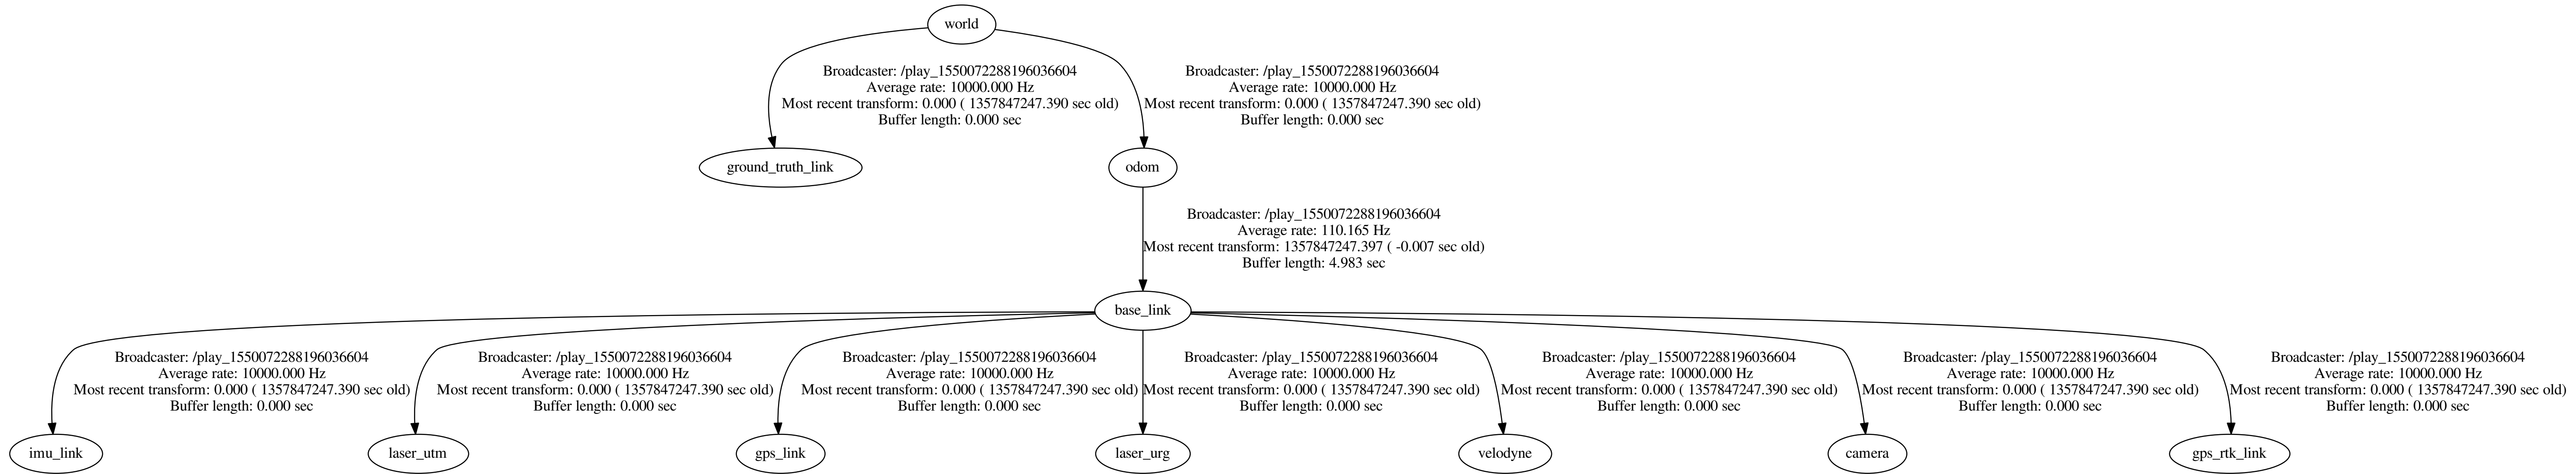 world
Broadcaster: /play_1550072288196036604
Average rate: 10000.000 Hz
Most recent transform: 0.000 ( 1357847247.390 sec old)
Buffer length: 0.000 sec
Broadcaster: /play_1550072288196036604
Average rate: 10000.000 Hz
Most recent transform: 0.000 ( 1357847247.390 sec old)
Buffer length: 0.000 sec
ground_truth_link
odom
Broadcaster: /play_1550072288196036604
Average rate: 110.165 Hz
Most recent transform: 1357847247.397 ( -0.007 sec old)
Buffer length: 4.983 sec
base_link
Broadcaster: /play_1550072288196036604
Average rate: 10000.000 Hz
Most recent transform: 0.000 ( 1357847247.390 sec old)
Buffer length: 0.000 sec
Broadcaster: /play_1550072288196036604
Average rate: 10000.000 Hz
Most recent transform: 0.000 ( 1357847247.390 sec old)
Buffer length: 0.000 sec
Broadcaster: /play_1550072288196036604
Average rate: 10000.000 Hz
Most recent transform: 0.000 ( 1357847247.390 sec old)
Buffer length: 0.000 sec
Broadcaster: /play_1550072288196036604
Average rate: 10000.000 Hz
Most recent transform: 0.000 ( 1357847247.390 sec old)
Buffer length: 0.000 sec
Broadcaster: /play_1550072288196036604
Average rate: 10000.000 Hz
Most recent transform: 0.000 ( 1357847247.390 sec old)
Buffer length: 0.000 sec
Broadcaster: /play_1550072288196036604
Average rate: 10000.000 Hz
Most recent transform: 0.000 ( 1357847247.390 sec old)
Buffer length: 0.000 sec
Broadcaster: /play_1550072288196036604
Average rate: 10000.000 Hz
Most recent transform: 0.000 ( 1357847247.390 sec old)
Buffer length: 0.000 sec
imu_link
laser_utm
gps_link
laser_urg
velodyne
camera
gps_rtk_link